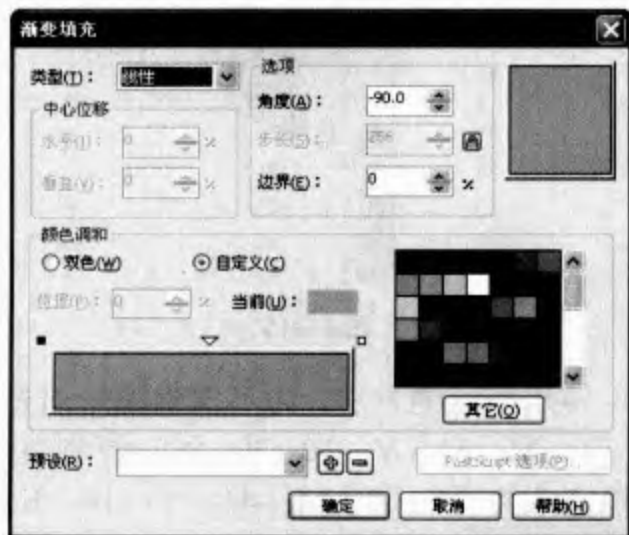 渐变填充
类型(T)： 线性
选项
角度(A)： -90.0
中心位移
水平(I)： 0 %
步长(S)： 256
垂直(V)： 0 %
边界(E)： 0 %
颜色调和
双色(W) 自定义(C)
位置(P)： 0 % 当前(U)：
其它(O)
预设(R)：
PostScript 选项(P)...
确定 取消 帮助(H)